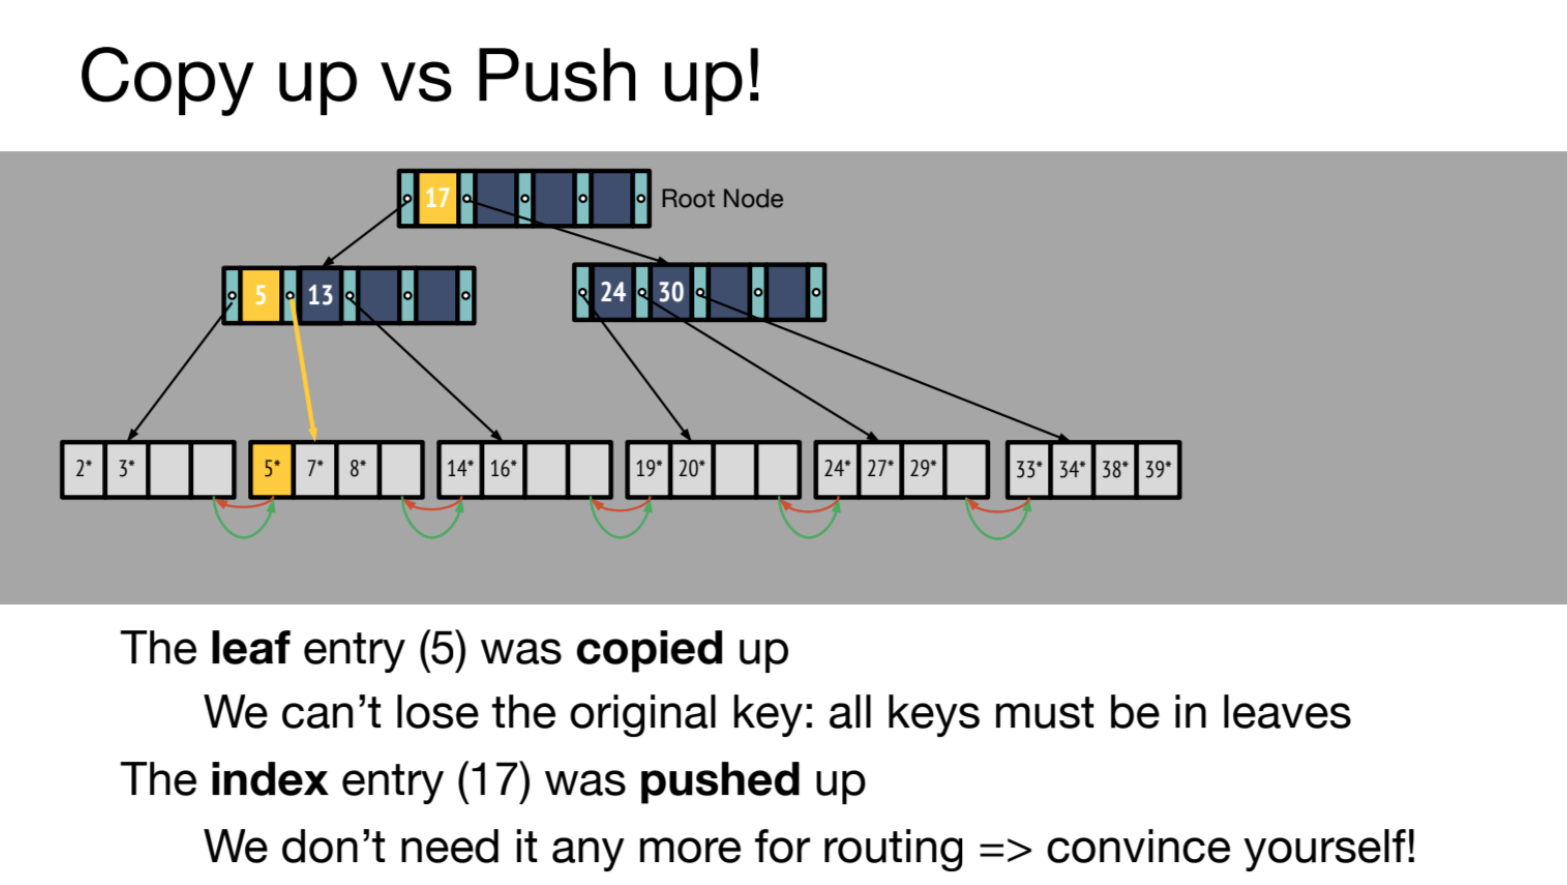 Copy up vs Push up!
17
Root Node
5 13
24 30
2* 3*
5* 7* 8*
14* 16*
19* 20*
24* 27* 29*
33* 34* 38* 39*
The leaf entry (5) was copied up
We can’t lose the original key: all keys must be in leaves
The index entry (17) was pushed up
We don’t need it any more for routing => convince yourself!